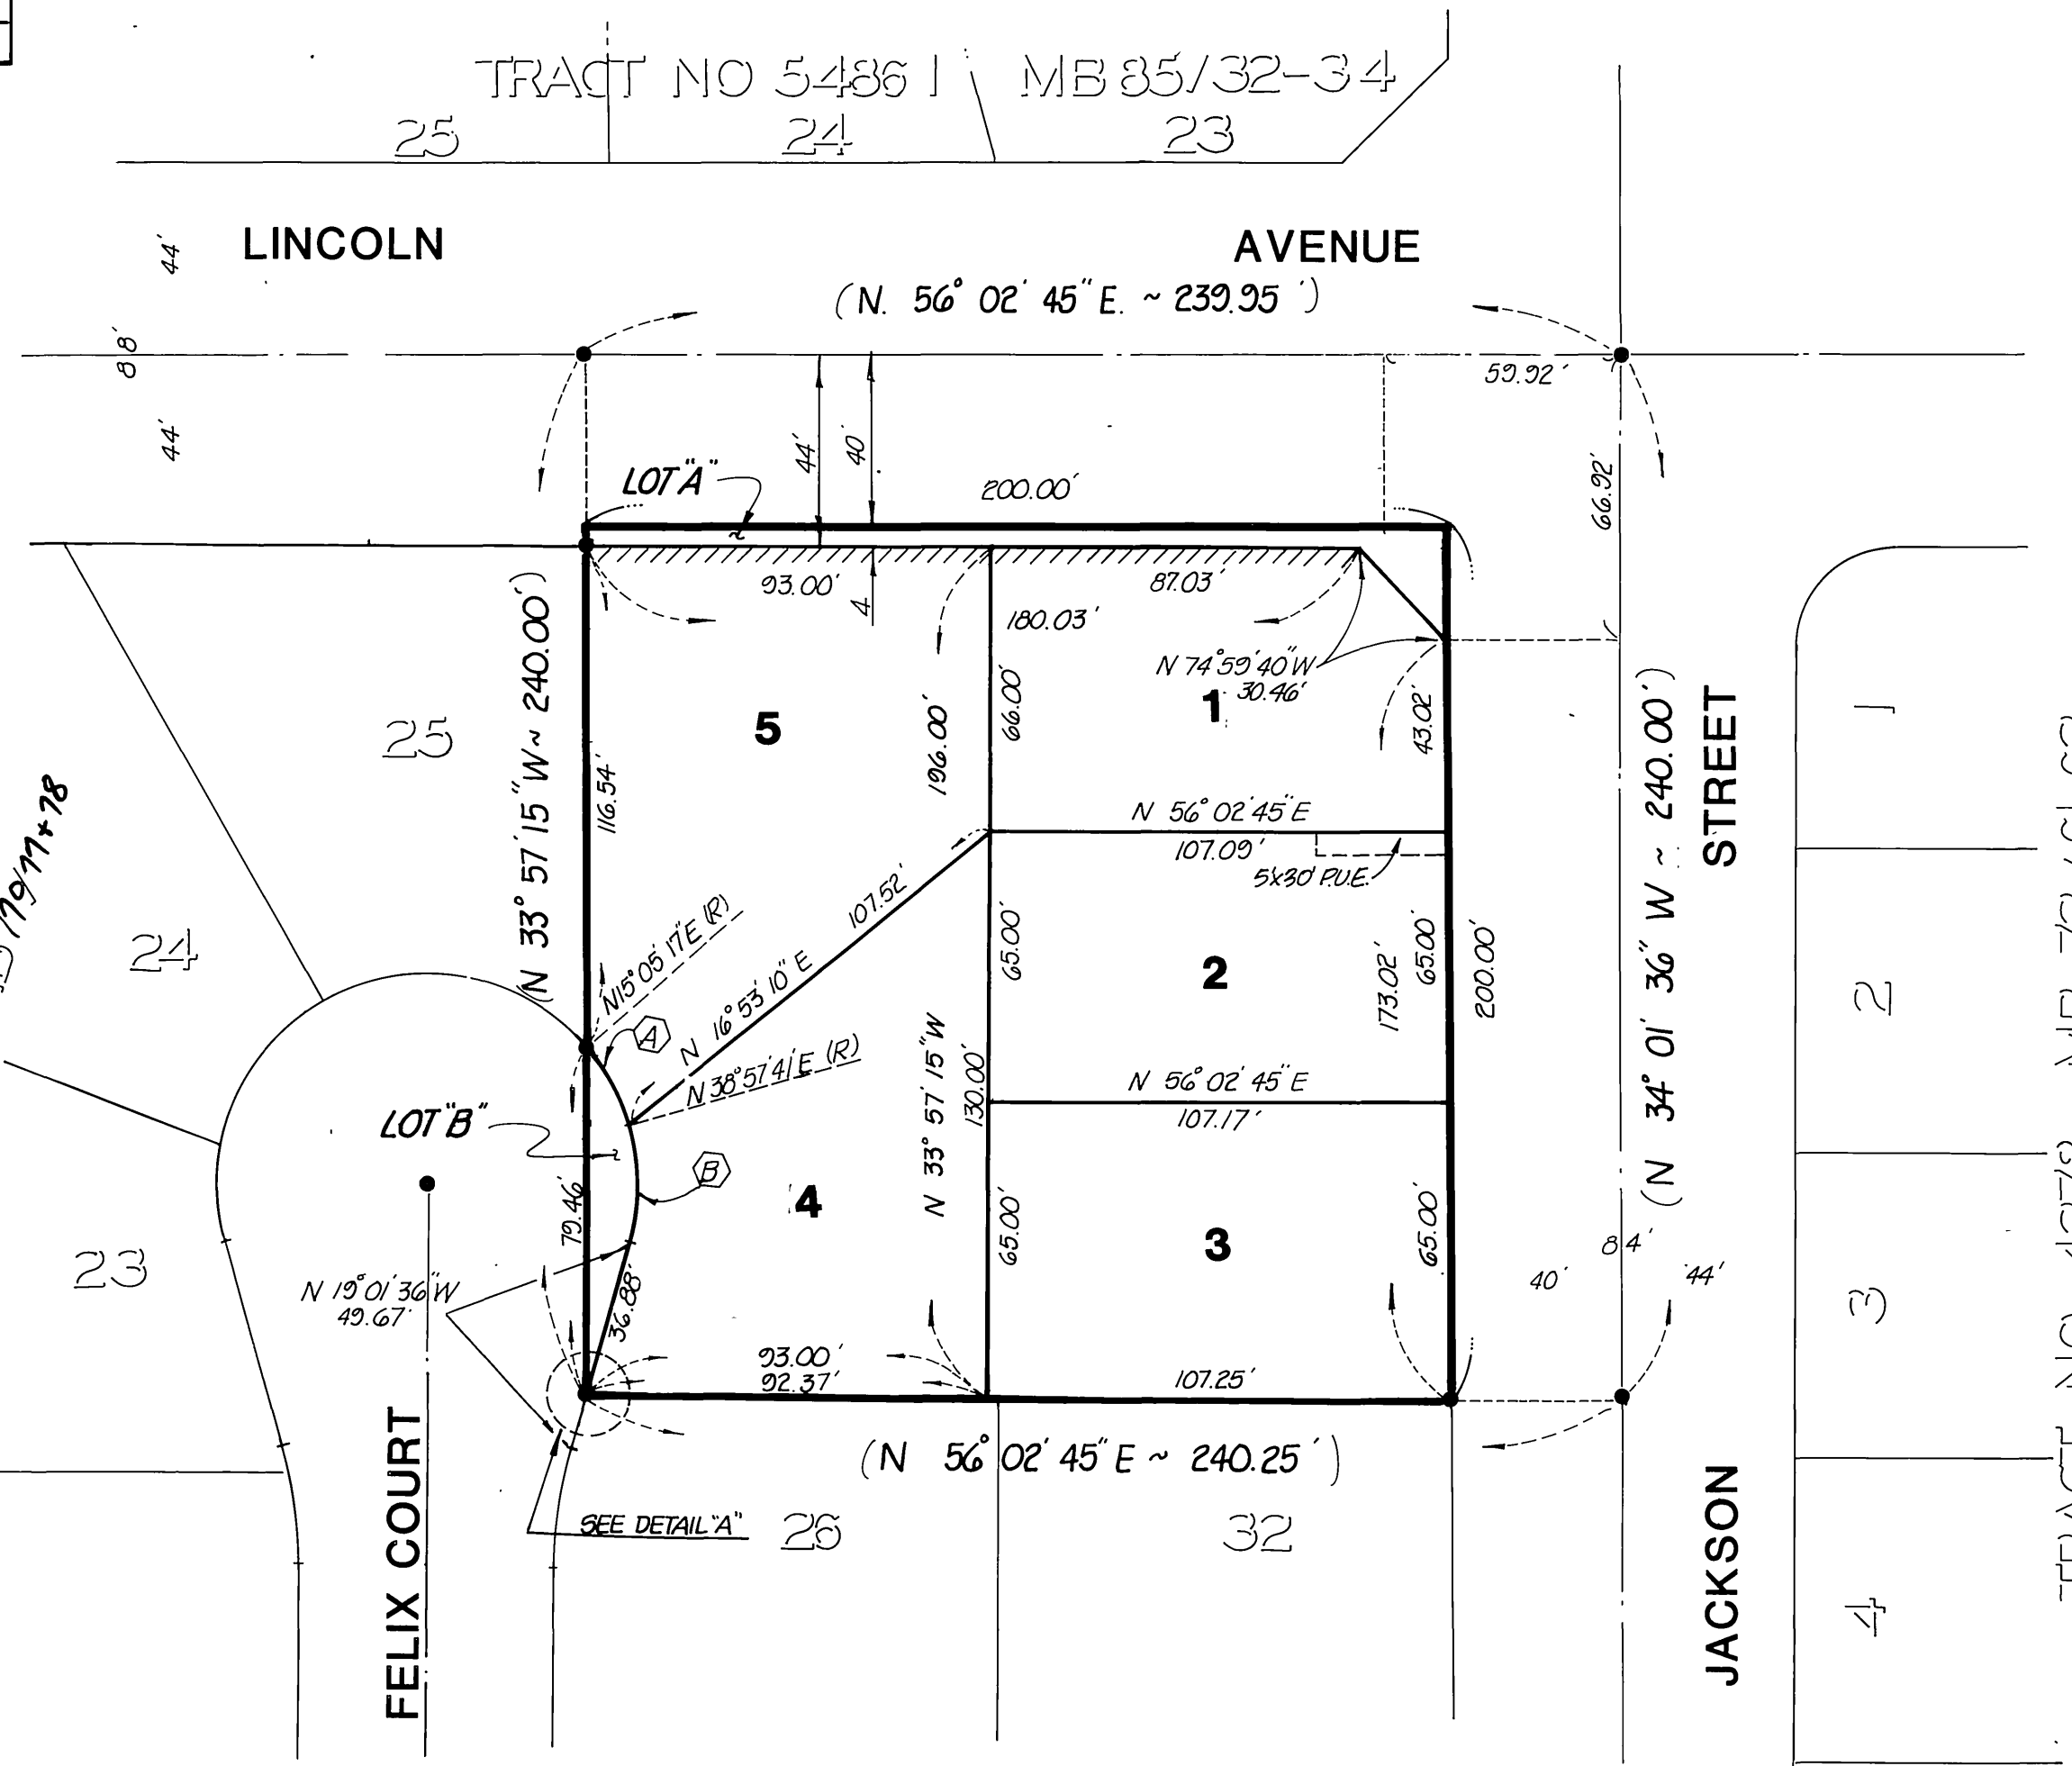 TRACT NO 5486 1 MB 85/32-34
25 24 23
LINCOLN AVENUE
44'
88'
44'
(N. 56° 02' 45" E. ~ 239.95')
59.92'
66.92'
44'
40'
LOT "A"
200.00'
93.00'
4
87.03'
180.03'
N 74° 59' 40" W
30.46'
(N 33° 57' 15" W ~ 240.00')
116.54'
5
196.00'
66.00'
1
43.02'
25
24
23
N 56° 02' 45" E
107.09'
5'x30' P.U.E.
107.52'
N 16° 53' 10" E
N 15° 05' 17" E (R)
A
N 38° 57' 41" E (R)
65.00'
2
173.02'
65.00'
200.00'
(N 34° 01' 36" W ~ 240.00')
JACKSON STREET
1
2
3
4
LOT "B"
B
79.46'
4
N 33° 57' 15" W
130.00'
N 56° 02' 45" E
107.17'
65.00'
3
65.00'
84'
40'
44'
N 19° 01' 36" W
49.67'
36.88'
93.00'
92.37'
107.25'
(N 56° 02' 45" E ~ 240.25')
FELIX COURT
SEE DETAIL "A"
26
32